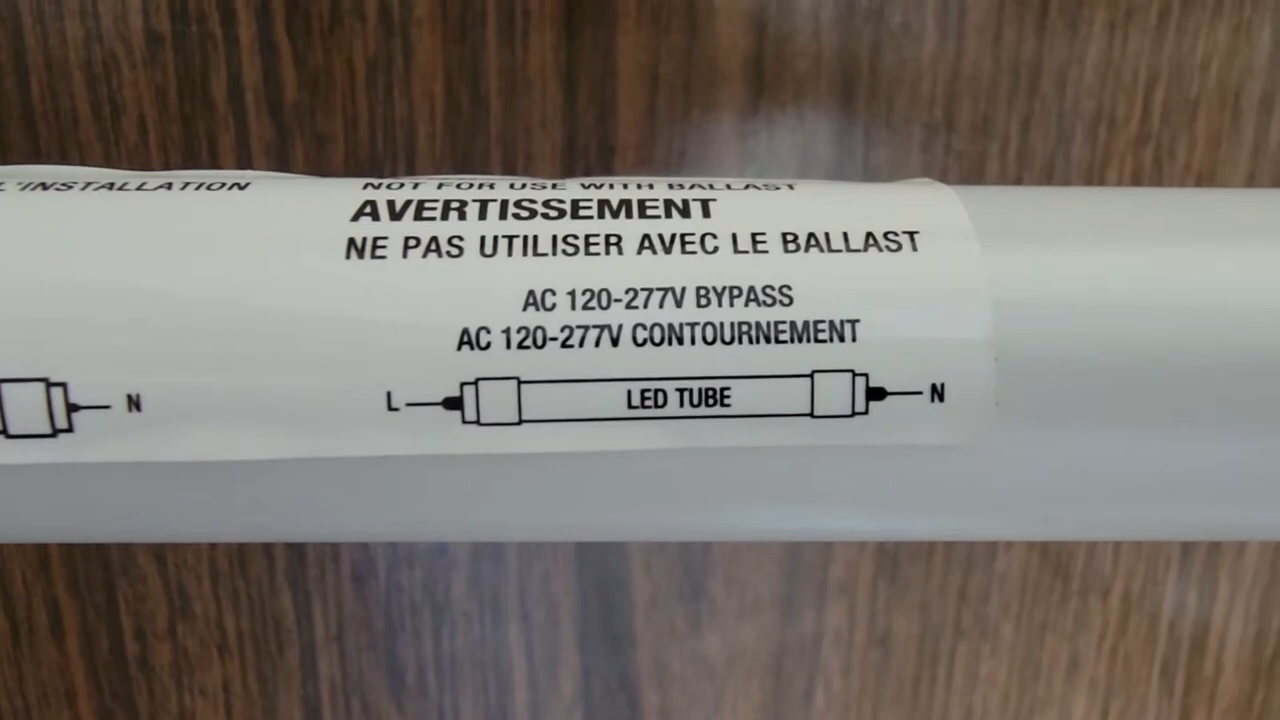 L'INSTALLATION
NOT FOR USE WITH BALLAST
AVERTISSEMENT
NE PAS UTILISER AVEC LE BALLAST
AC 120-277V BYPASS
AC 120-277V CONTOURNEMENT
N
L LED TUBE N